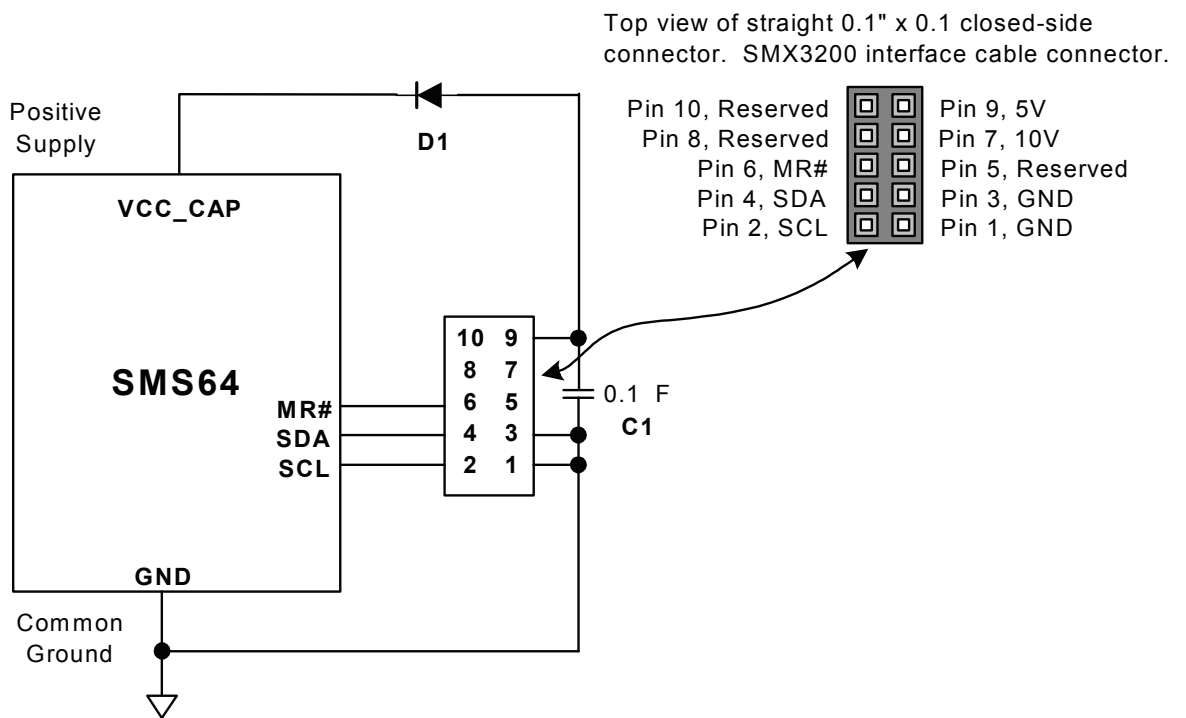 Top view of straight 0.1" x 0.1 closed-side
connector. SMX3200 interface cable connector.
Positive
Supply
D1
Pin 10, Reserved
Pin 9, 5V
Pin 8, Reserved
Pin 7, 10V
Pin 6, MR#
Pin 5, Reserved
Pin 4, SDA
Pin 3, GND
Pin 2, SCL
Pin 1, GND
VCC_CAP
SMS64
MR#
SDA
SCL
GND
10 9
8 7
6 5
4 3
2 1
0.1 F
C1
Common
Ground